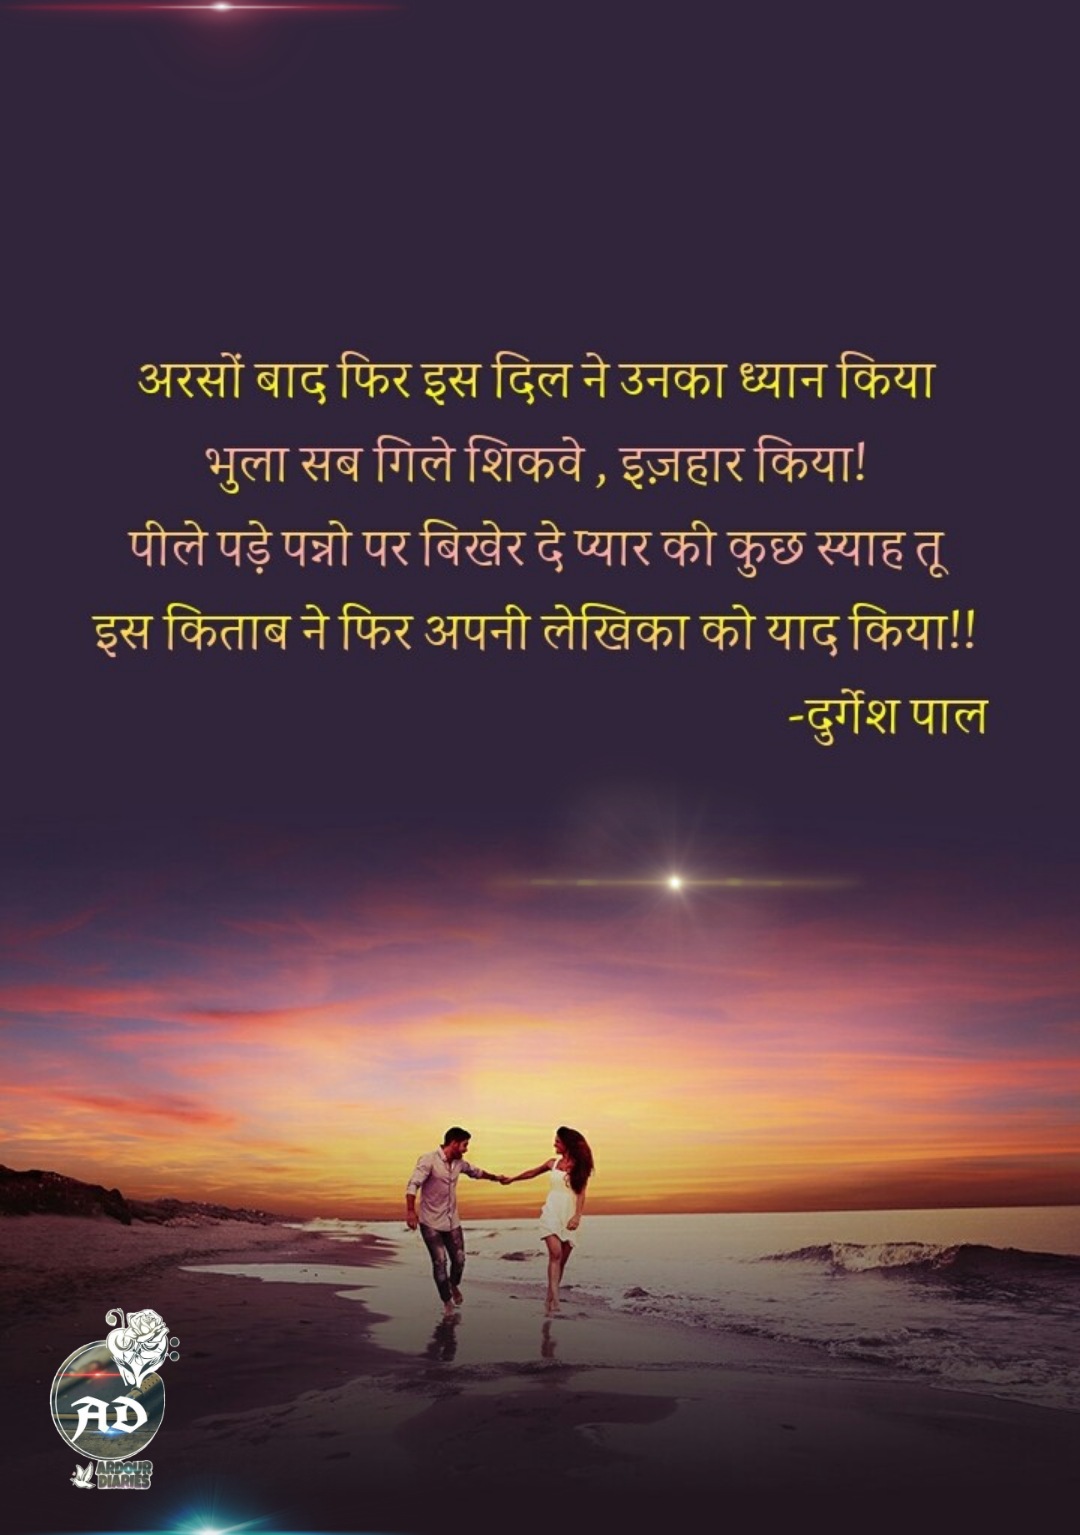 अरसों बाद फिर इस दिल ने उनका ध्यान किया
भुला सब गिले शिकवे , इज़हार किया!
पीले पड़े पन्नो पर बिखेर दे प्यार की कुछ स्याह तू
इस किताब ने फिर अपनी लेखिका को याद किया!!
-दुर्गेश पाल
AD
ARDOUR
DIARIES